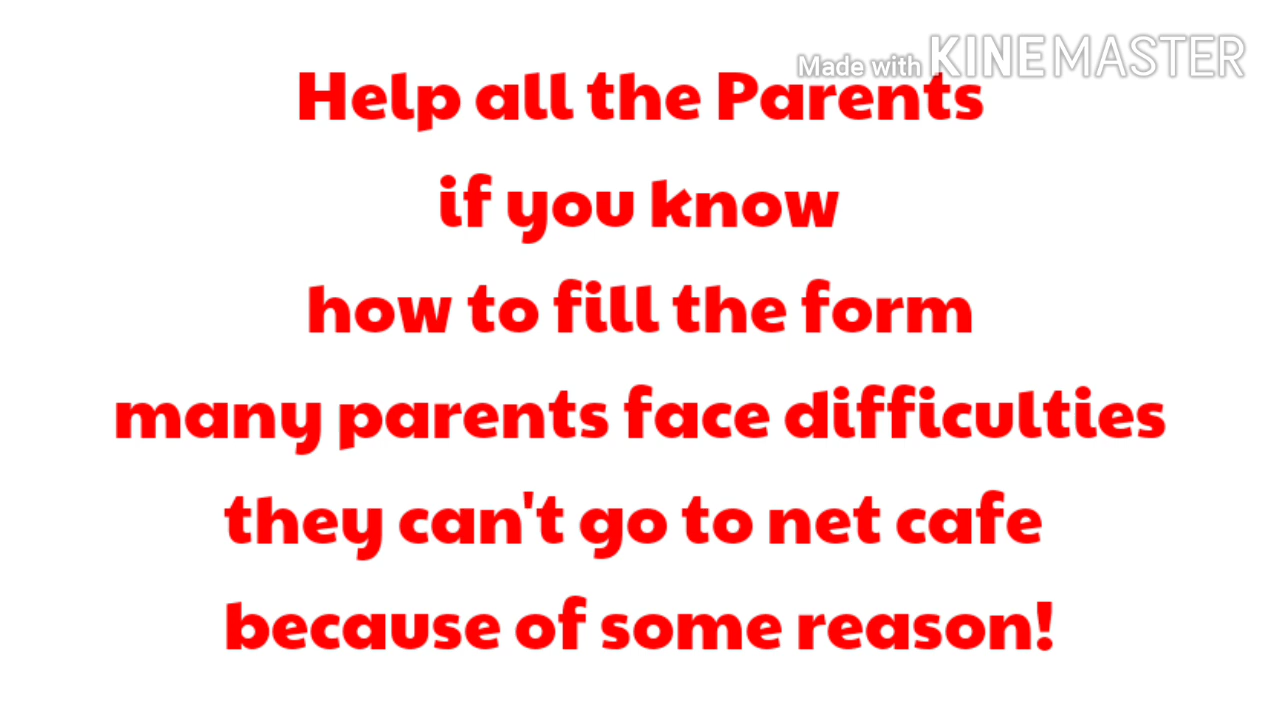 Made with KINEMASTER
Help all the Parents
if you know
how to fill the form
many parents face difficulties
they can't go to net cafe
because of some reason!